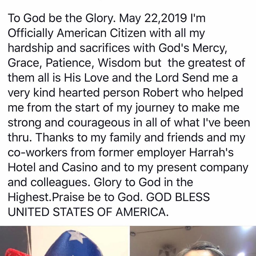 To God be the Glory. May 22,2019 I'm
Officially American Citizen with all my
hardship and sacrifices with God's Mercy,
Grace, Patience, Wisdom but  the greatest of
them all is His Love and the Lord Send me a
very kind hearted person Robert who helped
me from the start of my journey to make me
strong and courageous in all of what I've been
thru. Thanks to my family and friends and my
co-workers from former employer Harrah's
Hotel and Casino and to my present company
and colleagues. Glory to God in the
Highest.Praise be to God. GOD BLESS
UNITED STATES OF AMERICA.